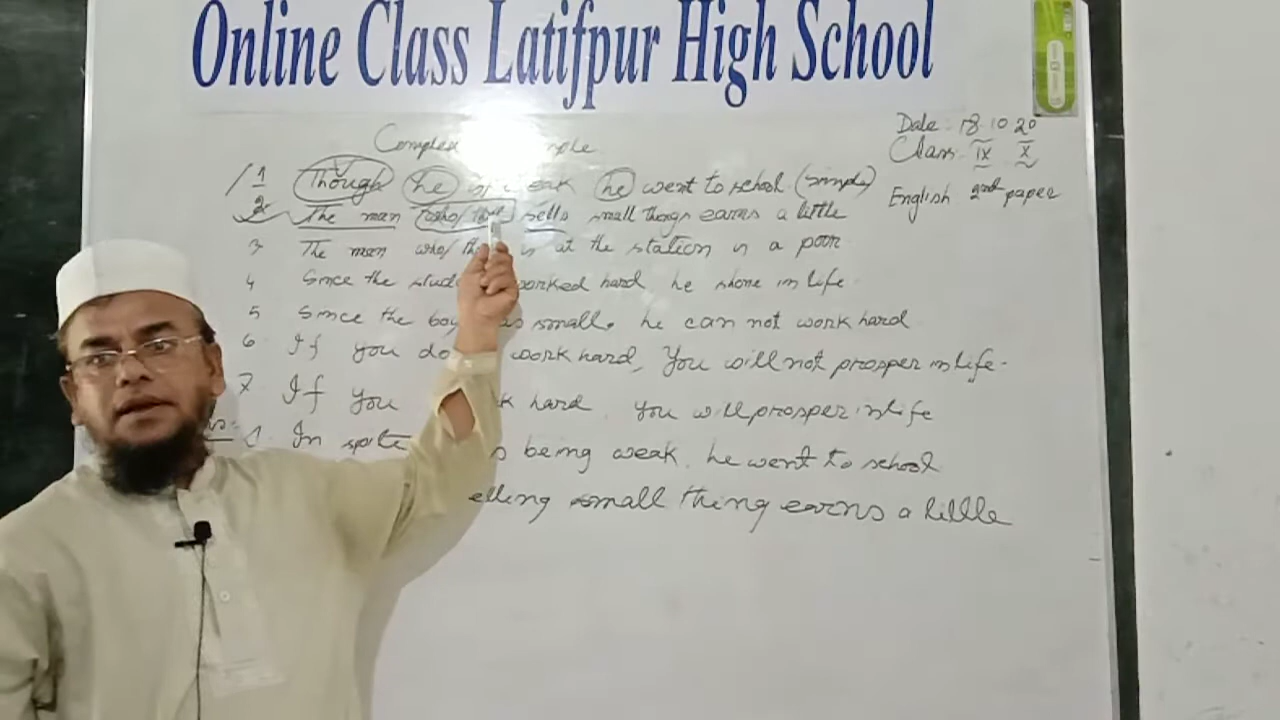 Online Class Latifpur High School
Date: 18 10 20
Class: IX X
English 2nd paper
1 Though he is weak he went to school (simple)
2 The man (who/that) sells small things earns a little
3 The man who/ is at the station is a poor
4 Since the worked hard he shone in life
5 Since the boy small, he can not work hard
6 If you do work hard, You will not prosper in life.
7 If you hard, you will prosper in life
Ans: 1. In spite being weak, he went to school
elling small thing earns a little